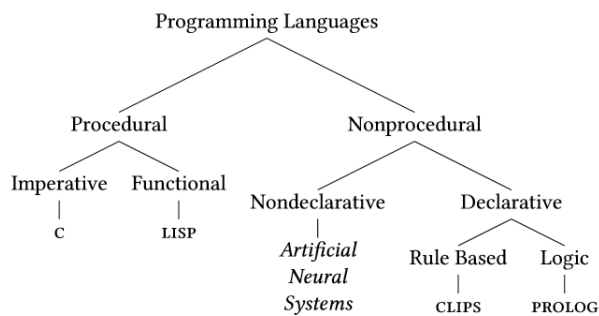 Programming Languages
Procedural Nonprocedural
Imperative Functional
Nondeclarative Declarative
C LISP
Artificial
Neural
Systems
Rule Based Logic
CLIPS PROLOG